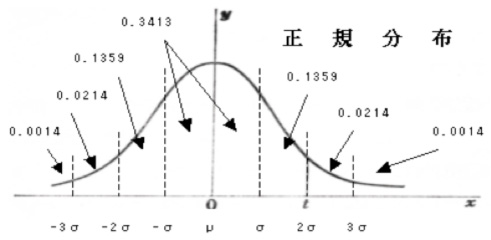 y
0.3413
正 規 分 布
0.1359
0.1359
0.0214
0.0214
0.0014
0.0014
O
t
x
-3σ -2σ -σ μ σ 2σ 3σ